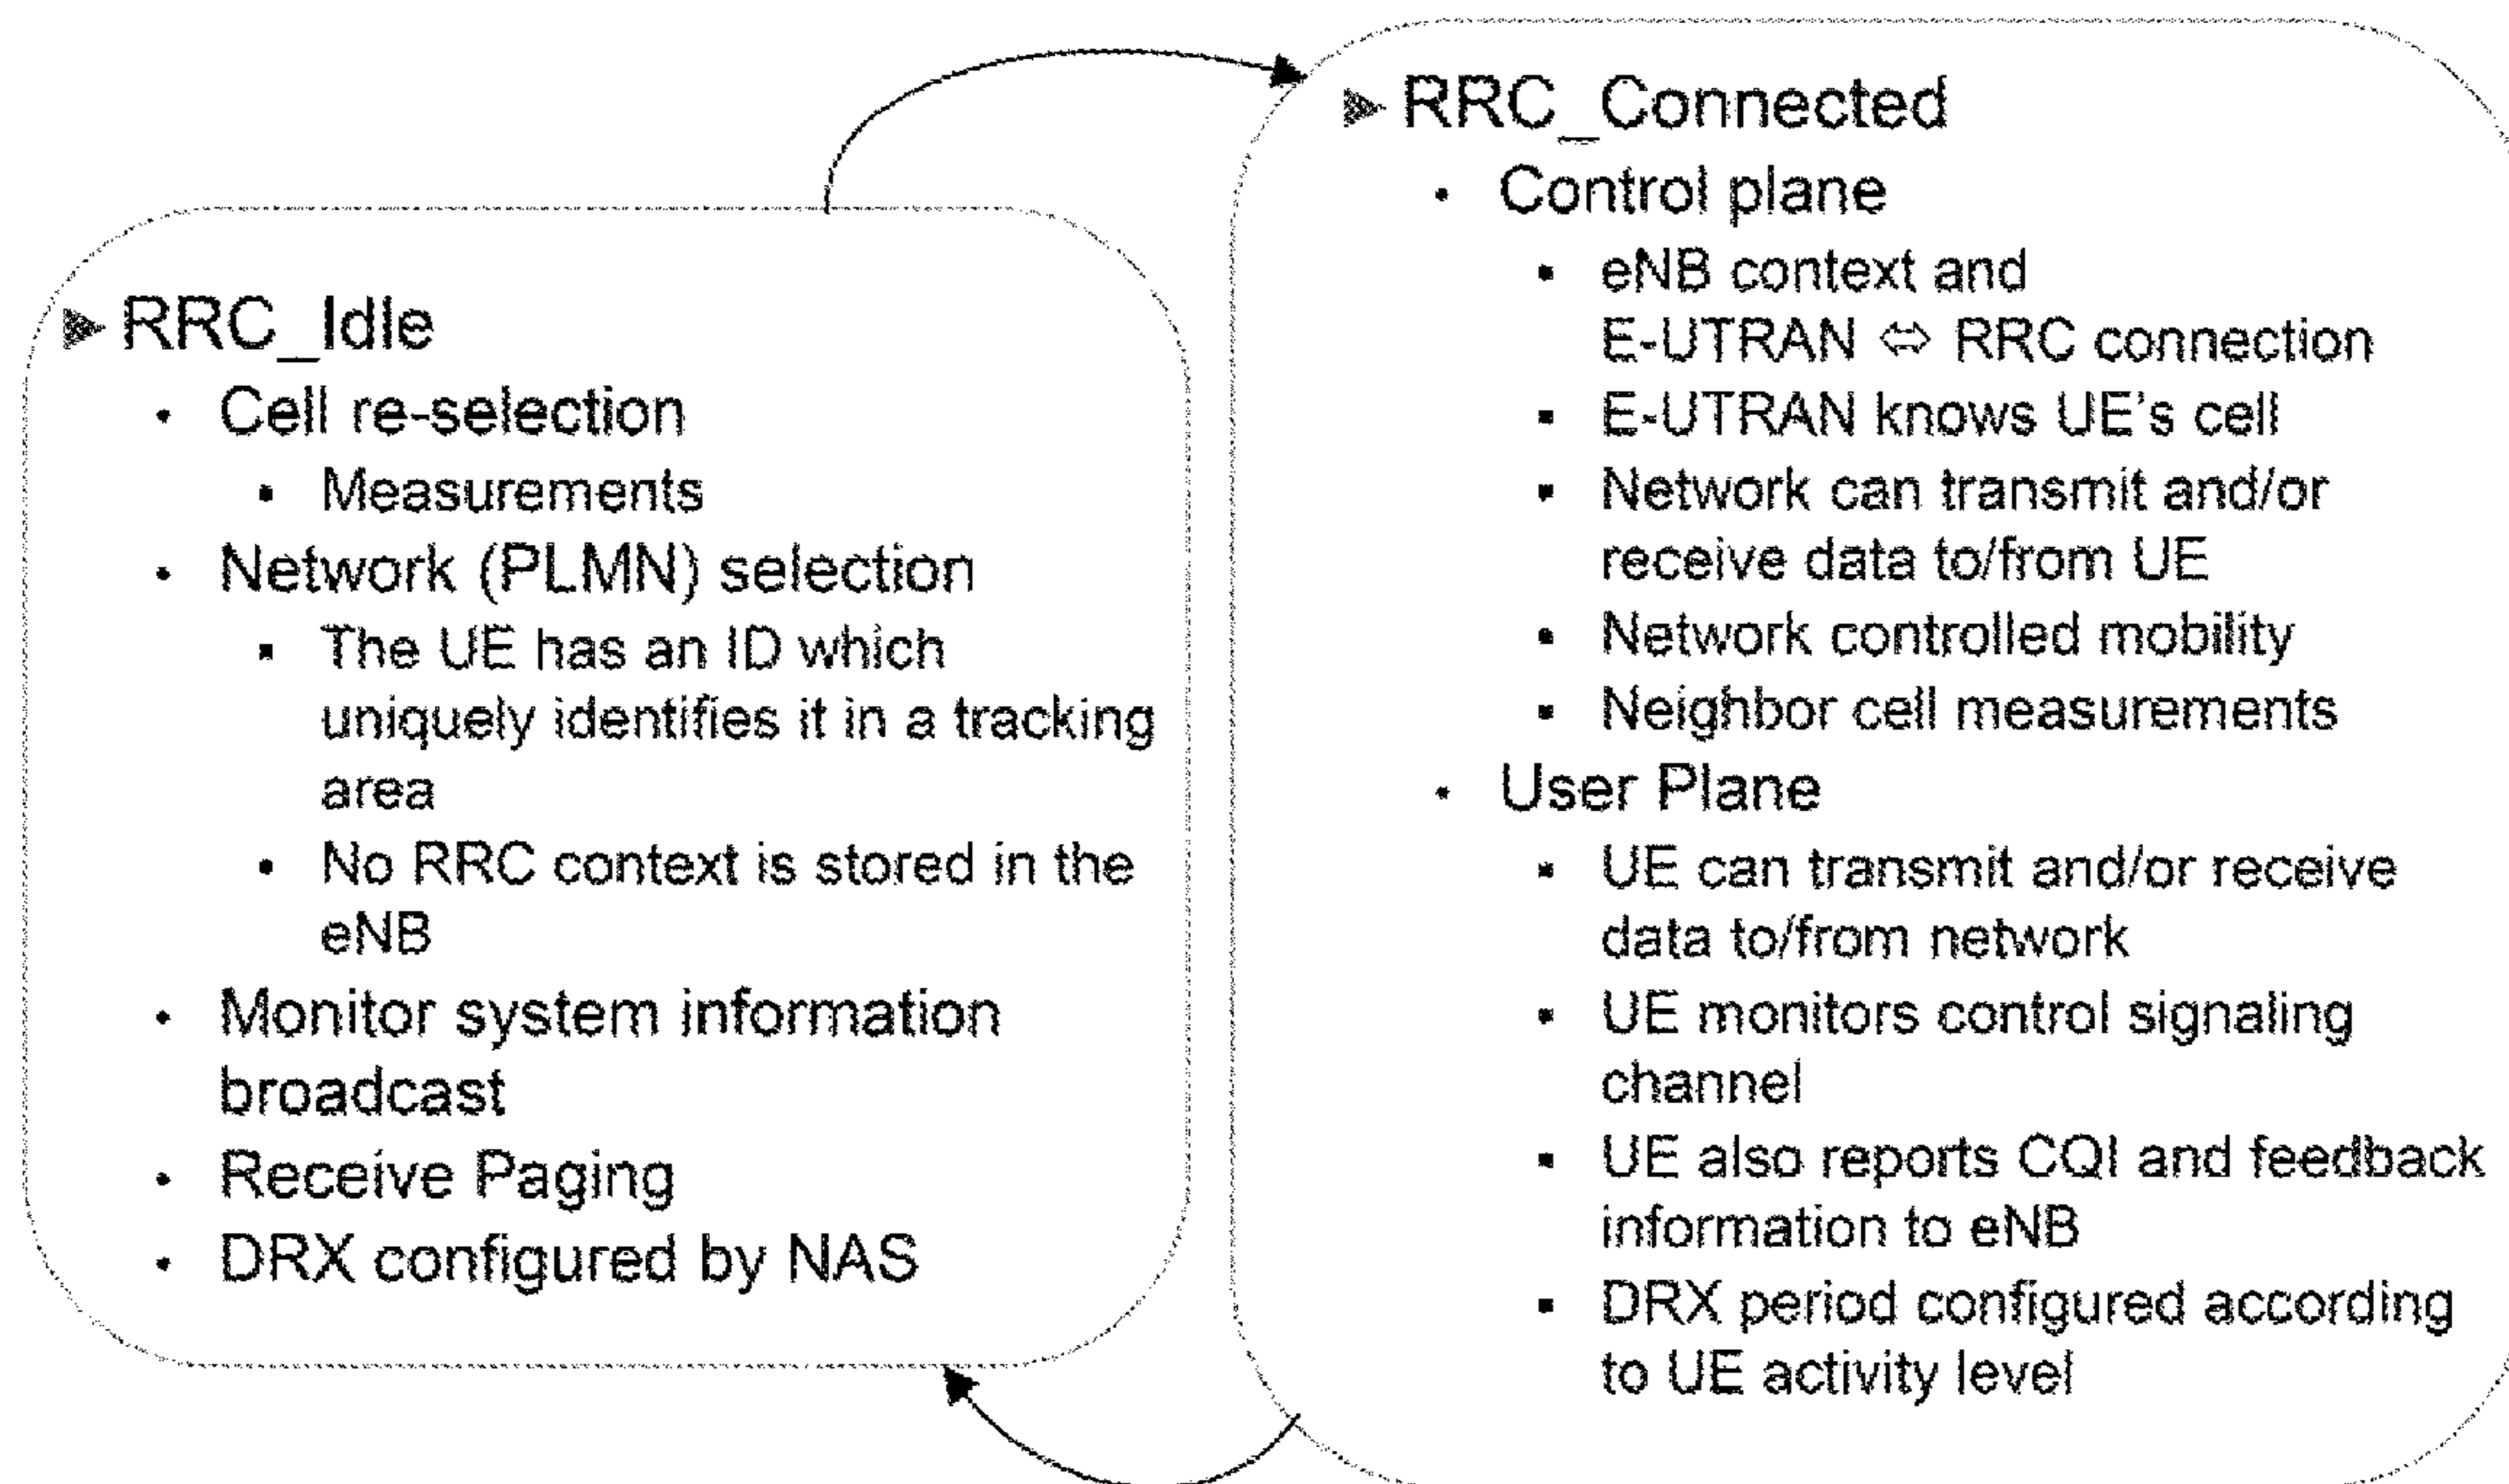 ► RRC_Idle
• Cell re-selection
▪ Measurements
• Network (PLMN) selection
▪ The UE has an ID which
uniquely identifies it in a tracking
area
▪ No RRC context is stored in the
eNB
• Monitor system information
broadcast
• Receive Paging
• DRX configured by NAS
► RRC_Connected
• Control plane
▪ eNB context and
E-UTRAN ⇔ RRC connection
▪ E-UTRAN knows UE's cell
▪ Network can transmit and/or
receive data to/from UE
▪ Network controlled mobility
▪ Neighbor cell measurements
• User Plane
▪ UE can transmit and/or receive
data to/from network
▪ UE monitors control signaling
channel
▪ UE also reports CQI and feedback
information to eNB
▪ DRX period configured according
to UE activity level